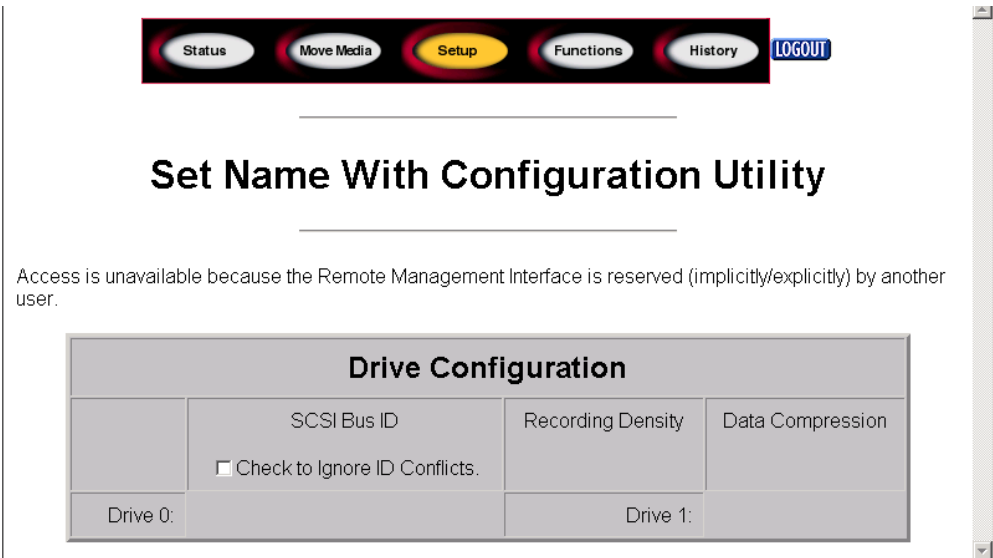 Status Move Media Setup Functions History LOGOUT
Set Name With Configuration Utility
Access is unavailable because the Remote Management Interface is reserved (implicitly/explicitly) by another
user.
Drive Configuration
SCSI Bus ID Recording Density Data Compression
Check to Ignore ID Conflicts.
Drive 0: Drive 1: